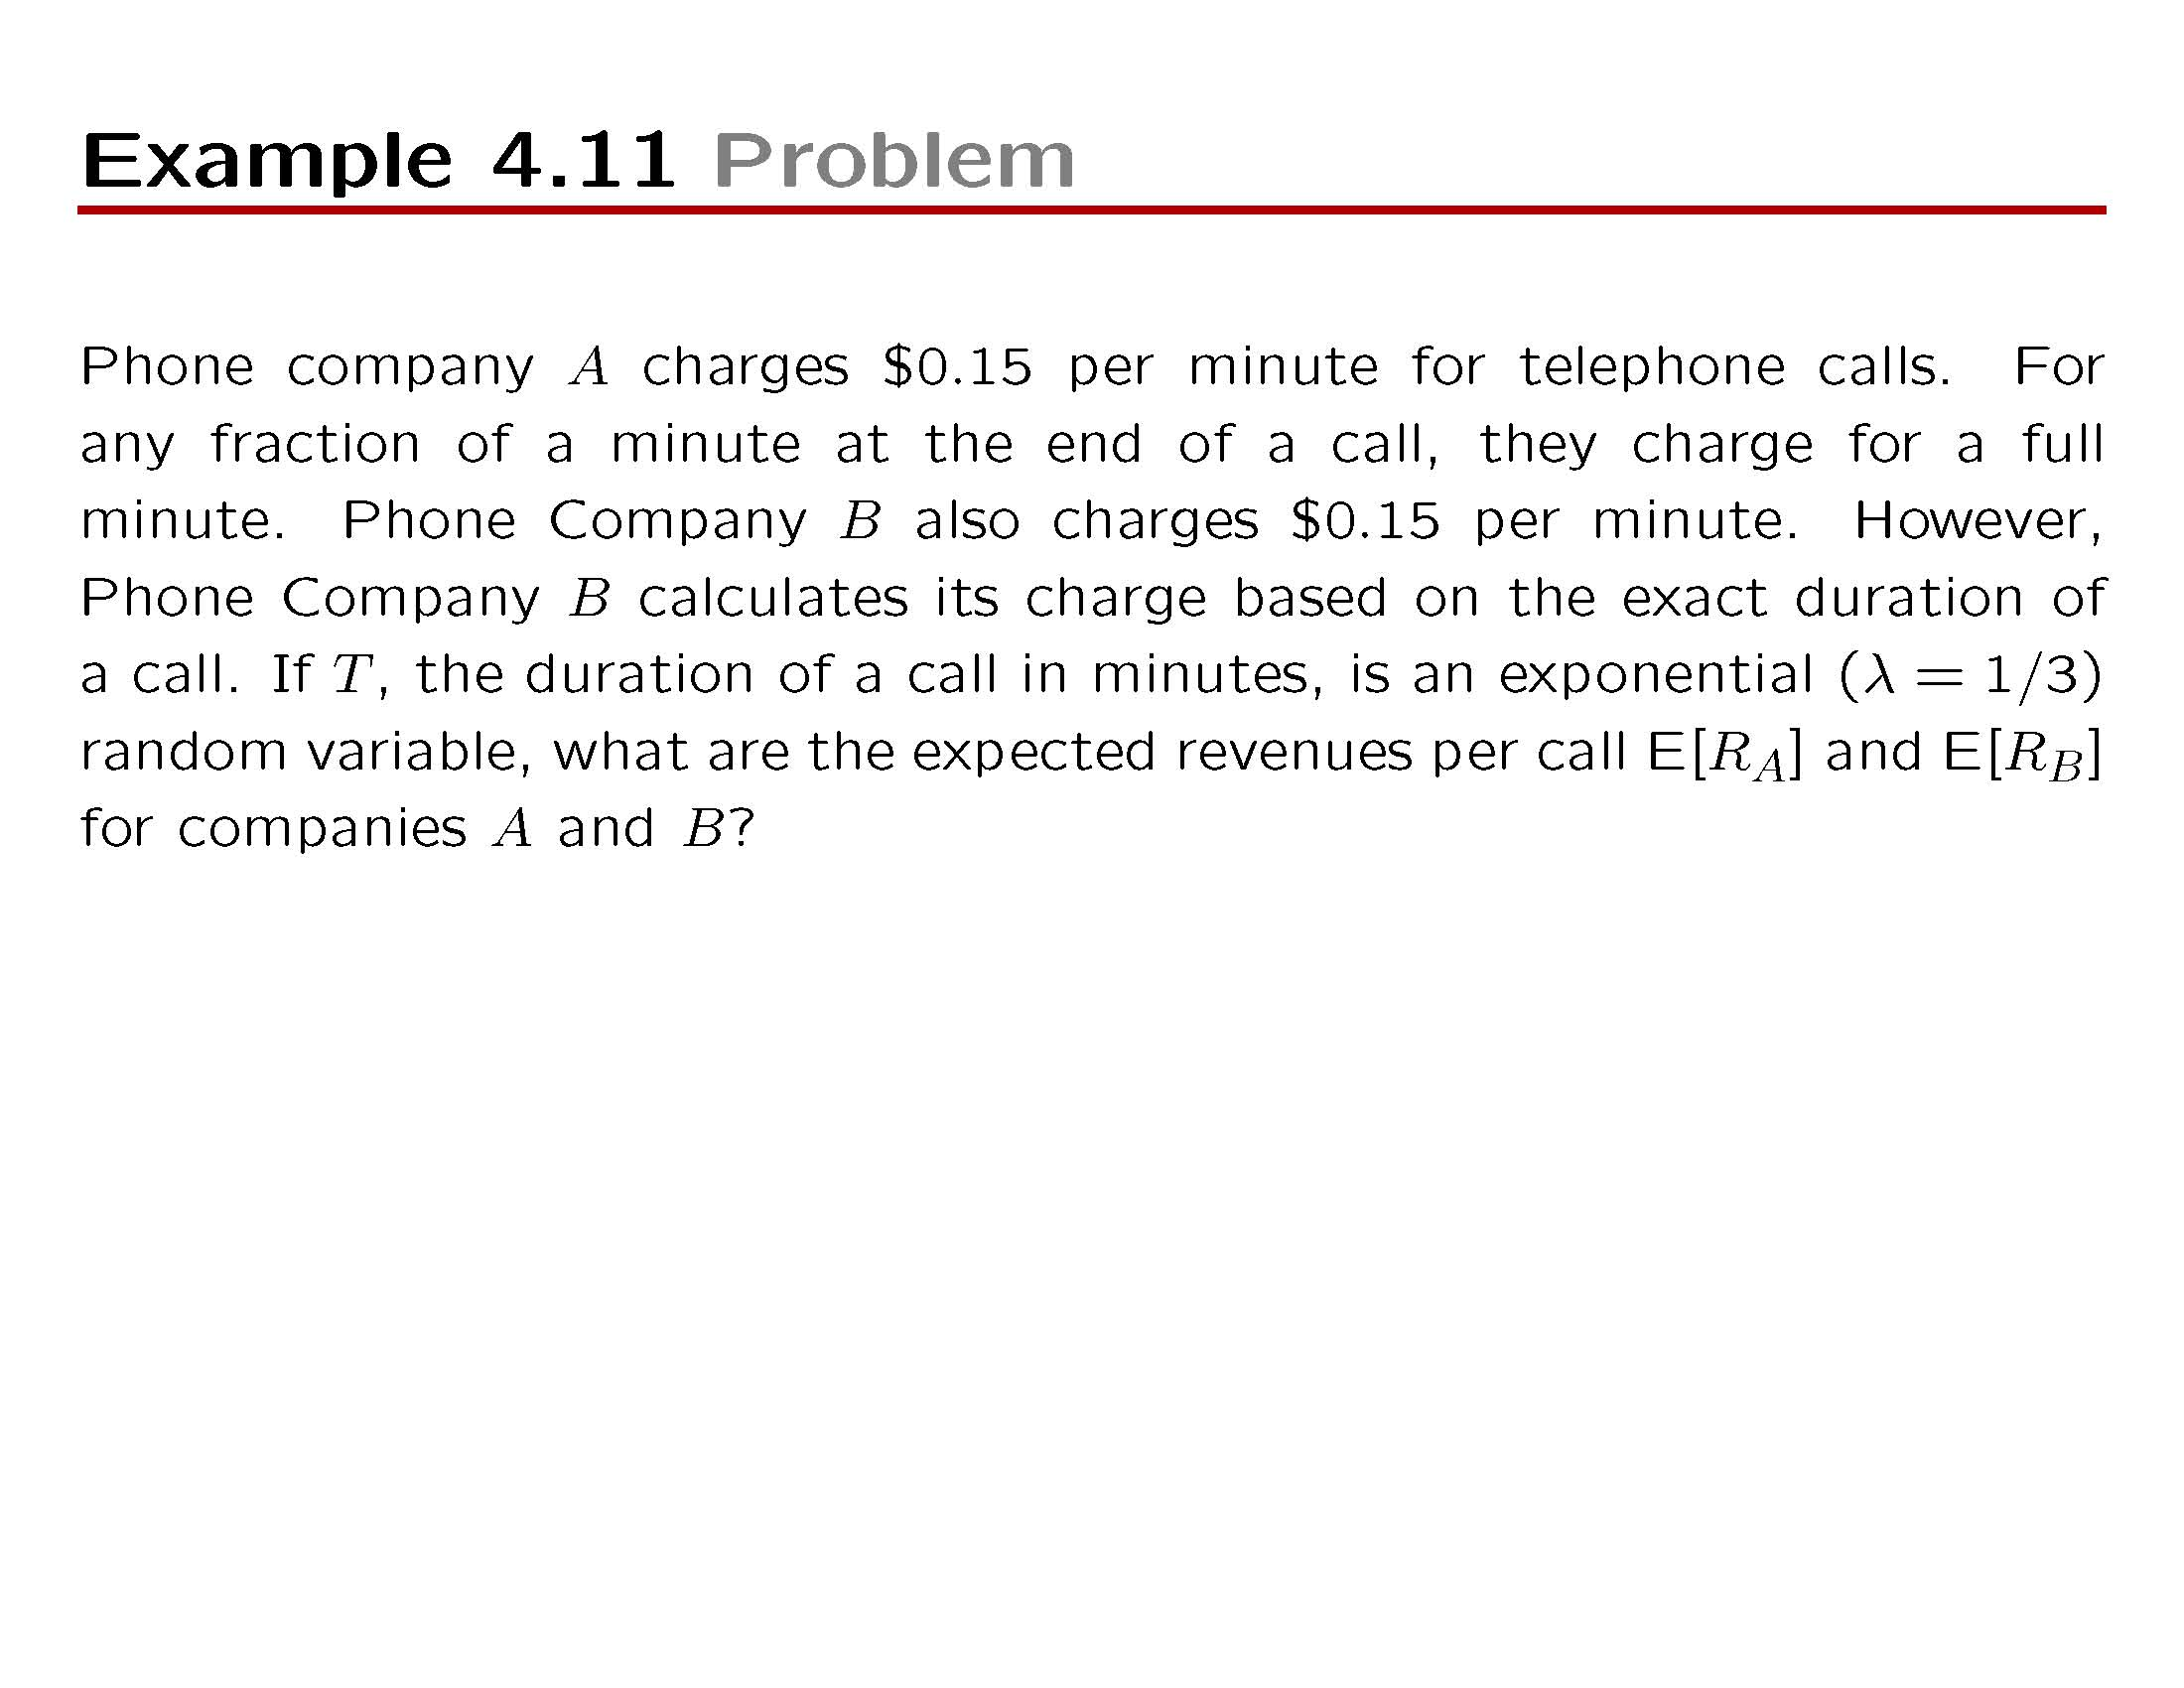 Example 4.11 Problem
Phone company A charges $0.15 per minute for telephone calls. For
any fraction of a minute at the end of a call, they charge for a full
minute. Phone Company B also charges $0.15 per minute. However,
Phone Company B calculates its charge based on the exact duration of
a call. If T, the duration of a call in minutes, is an exponential (λ = 1/3)
random variable, what are the expected revenues per call E[R_A] and E[R_B]
for companies A and B?